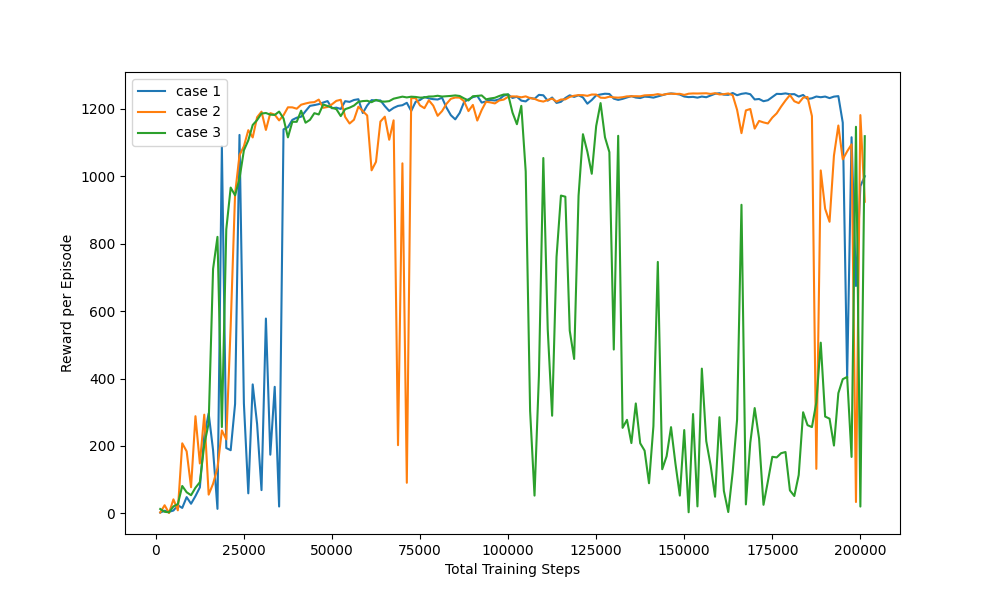 case 1
case 2
case 3
1200
1000
800
600
400
200
0
Reward per Episode
0 25000 50000 75000 100000 125000 150000 175000 200000
Total Training Steps